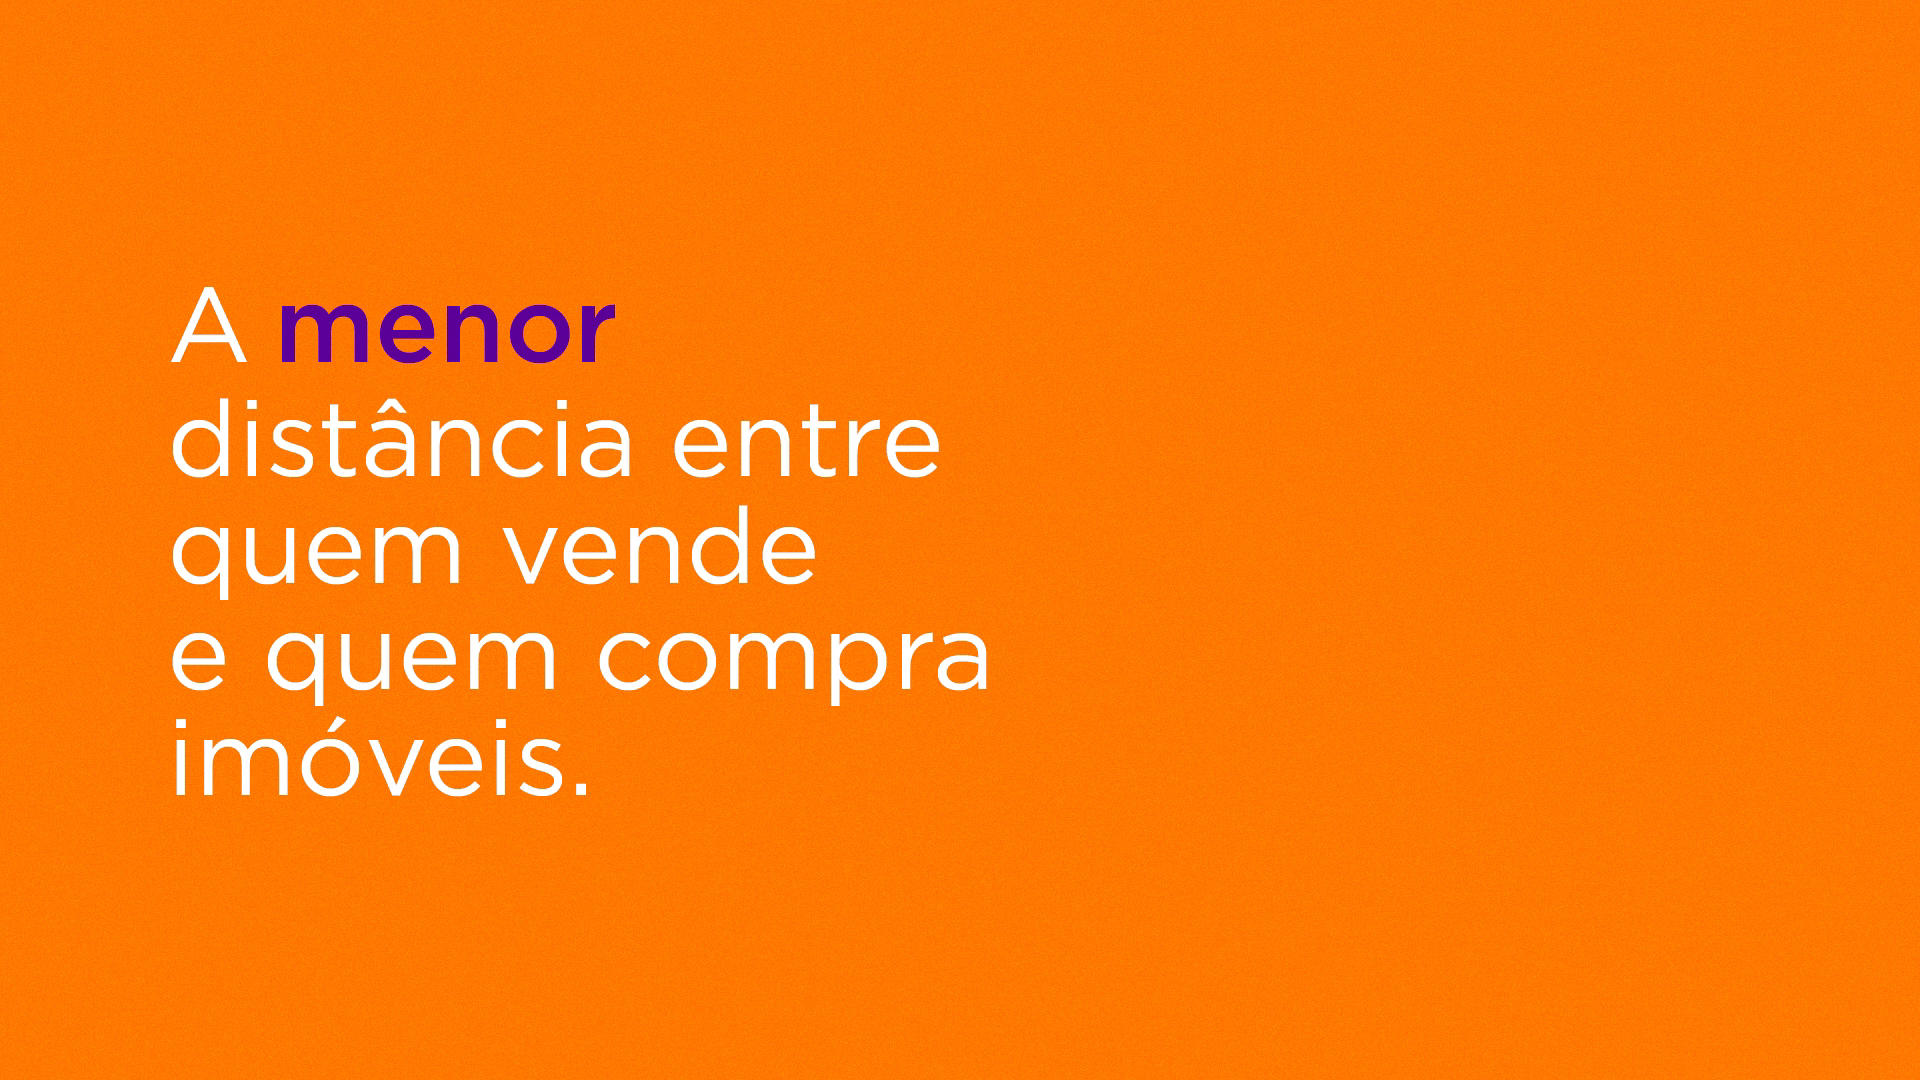 A menor
distância entre
quem vende
e quem compra
imóveis.